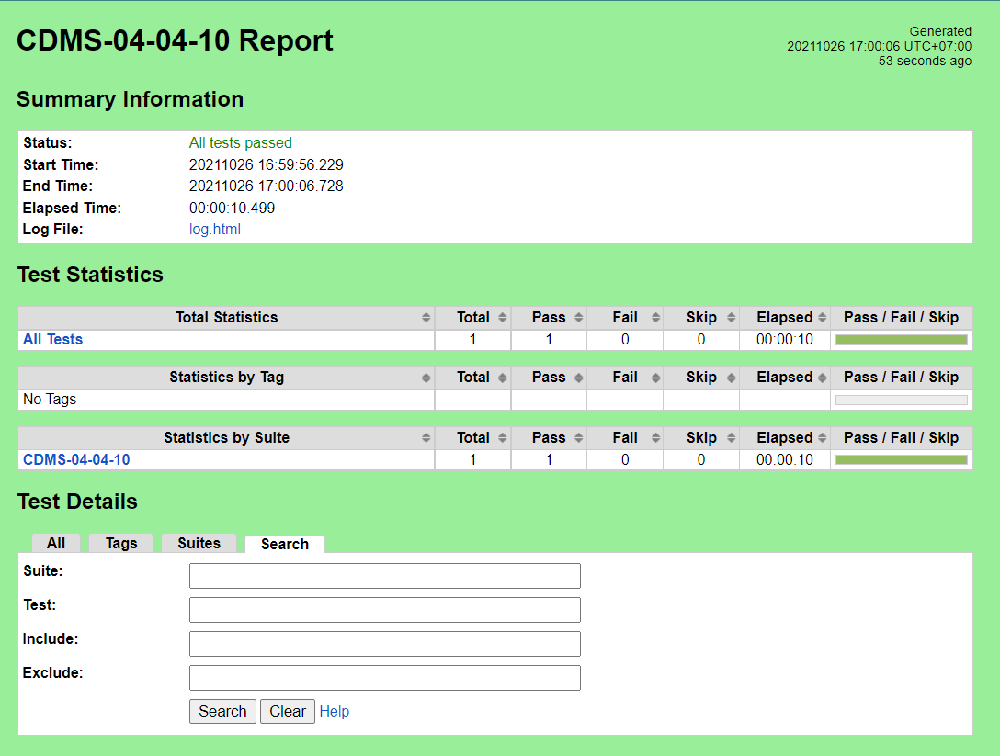 CDMS-04-04-10 Report
Generated
20211026 17:00:06 UTC+07:00
53 seconds ago
Summary Information
Status: All tests passed
Start Time: 20211026 16:59:56.229
End Time: 20211026 17:00:06.728
Elapsed Time: 00:00:10.499
Log File: log.html
Test Statistics
Total Statistics Total Pass Fail Skip Elapsed Pass / Fail / Skip
All Tests 1 1 0 0 00:00:10
Statistics by Tag Total Pass Fail Skip Elapsed Pass / Fail / Skip
No Tags
Statistics by Suite Total Pass Fail Skip Elapsed Pass / Fail / Skip
CDMS-04-04-10 1 1 0 0 00:00:10
Test Details
All Tags Suites Search
Suite:
Test:
Include:
Exclude:
Search Clear Help